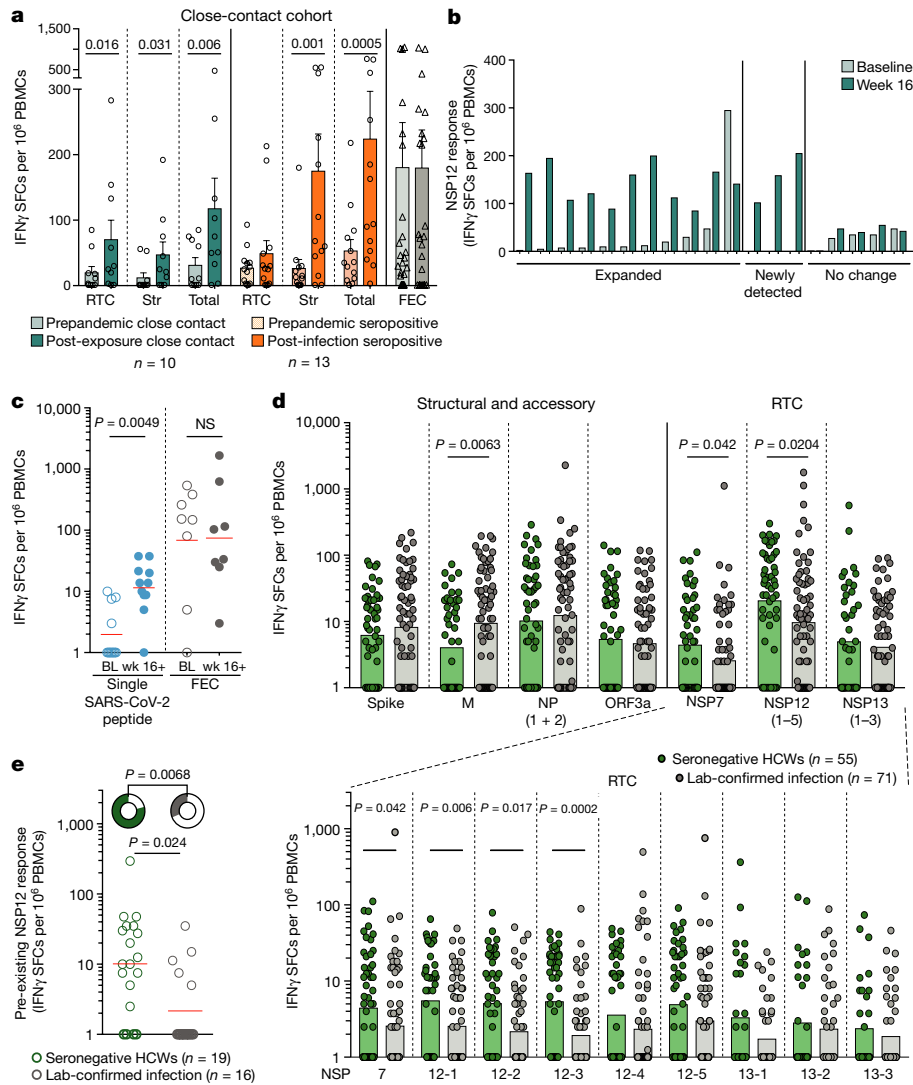 a
Close-contact cohort
IFNγ SFCs per 10⁶ PBMCs
1,500
1,000
500
300
200
100
0
0.016
0.031
0.006
0.001
0.0005
RTC Str Total RTC Str Total FEC
Prepandemic close contact
Post-exposure close contact
n = 10
Prepandemic seropositive
Post-infection seropositive
n = 13
b
NSP12 response
(IFNγ SFCs per 10⁶ PBMCs)
400
300
200
100
0
Baseline
Week 16
Expanded
Newly
detected
No change
c
IFNγ SFCs per 10⁶ PBMCs
10,000
1,000
100
10
1
P = 0.0049
NS
BL wk 16+ BL wk 16+
Single
SARS-CoV-2
peptide
FEC
d
Structural and accessory
RTC
IFNγ SFCs per 10⁶ PBMCs
10,000
1,000
100
10
1
P = 0.0063
P = 0.042
P = 0.0204
Spike
M
NP
(1 + 2)
ORF3a
NSP7
NSP12
(1–5)
NSP13
(1–3)
Seronegative HCWs (n = 55)
Lab-confirmed infection (n = 71)
RTC
IFNγ SFCs per 10⁶ PBMCs
1,000
100
10
1
P = 0.042
P = 0.006
P = 0.017
P = 0.0002
NSP 7 12-1 12-2 12-3 12-4 12-5 13-1 13-2 13-3
e
Pre-existing NSP12 response
(IFNγ SFCs per 10⁶ PBMCs)
P = 0.0068
P = 0.024
1,000
100
10
1
Seronegative HCWs (n = 19)
Lab-confirmed infection (n = 16)